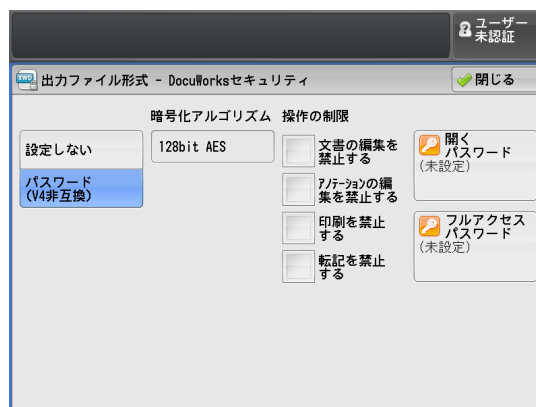 ユーザー
未認証
出力ファイル形式 - DocuWorksセキュリティ
閉じる
暗号化アルゴリズム
操作の制限
設定しない
パスワード
(V4非互換)
128bit AES
文書の編集を
禁止する
ｱﾉﾃｰｼｮﾝの編
集を禁止する
印刷を禁止
する
転記を禁止
する
開く
パスワード
(未設定)
フルアクセス
パスワード
(未設定)